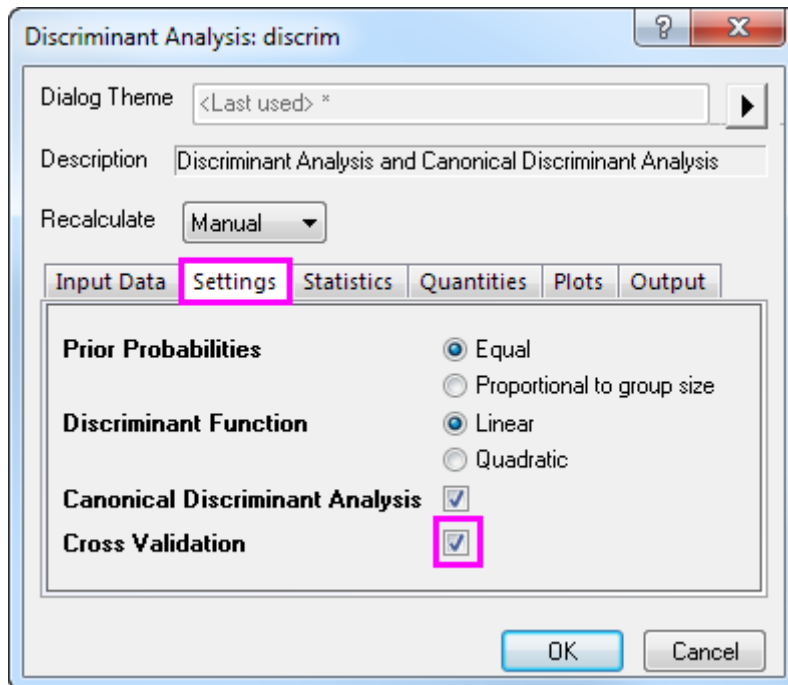 Discriminant Analysis: discrim
?
X
Dialog Theme <Last used> *
Description Discriminant Analysis and Canonical Discriminant Analysis
Recalculate Manual
Input Data Settings Statistics Quantities Plots Output
Prior Probabilities Equal
Proportional to group size
Discriminant Function Linear
Quadratic
Canonical Discriminant Analysis
Cross Validation
OK Cancel